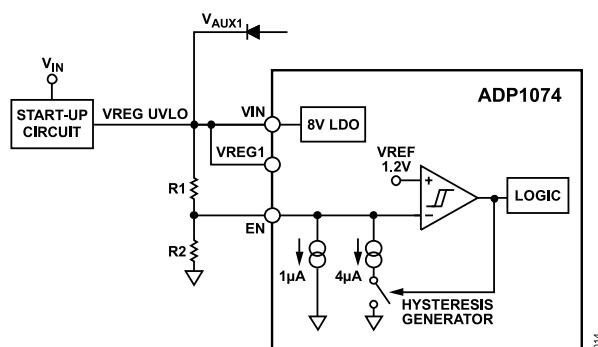 VAUX1
VIN
START-UP
CIRCUIT
VREG UVLO
VIN
8V LDO
ADP1074
VREG1
VREF
1.2V
+
LOGIC
R1
EN
−
R2
1µA
4µA
HYSTERESIS
GENERATOR